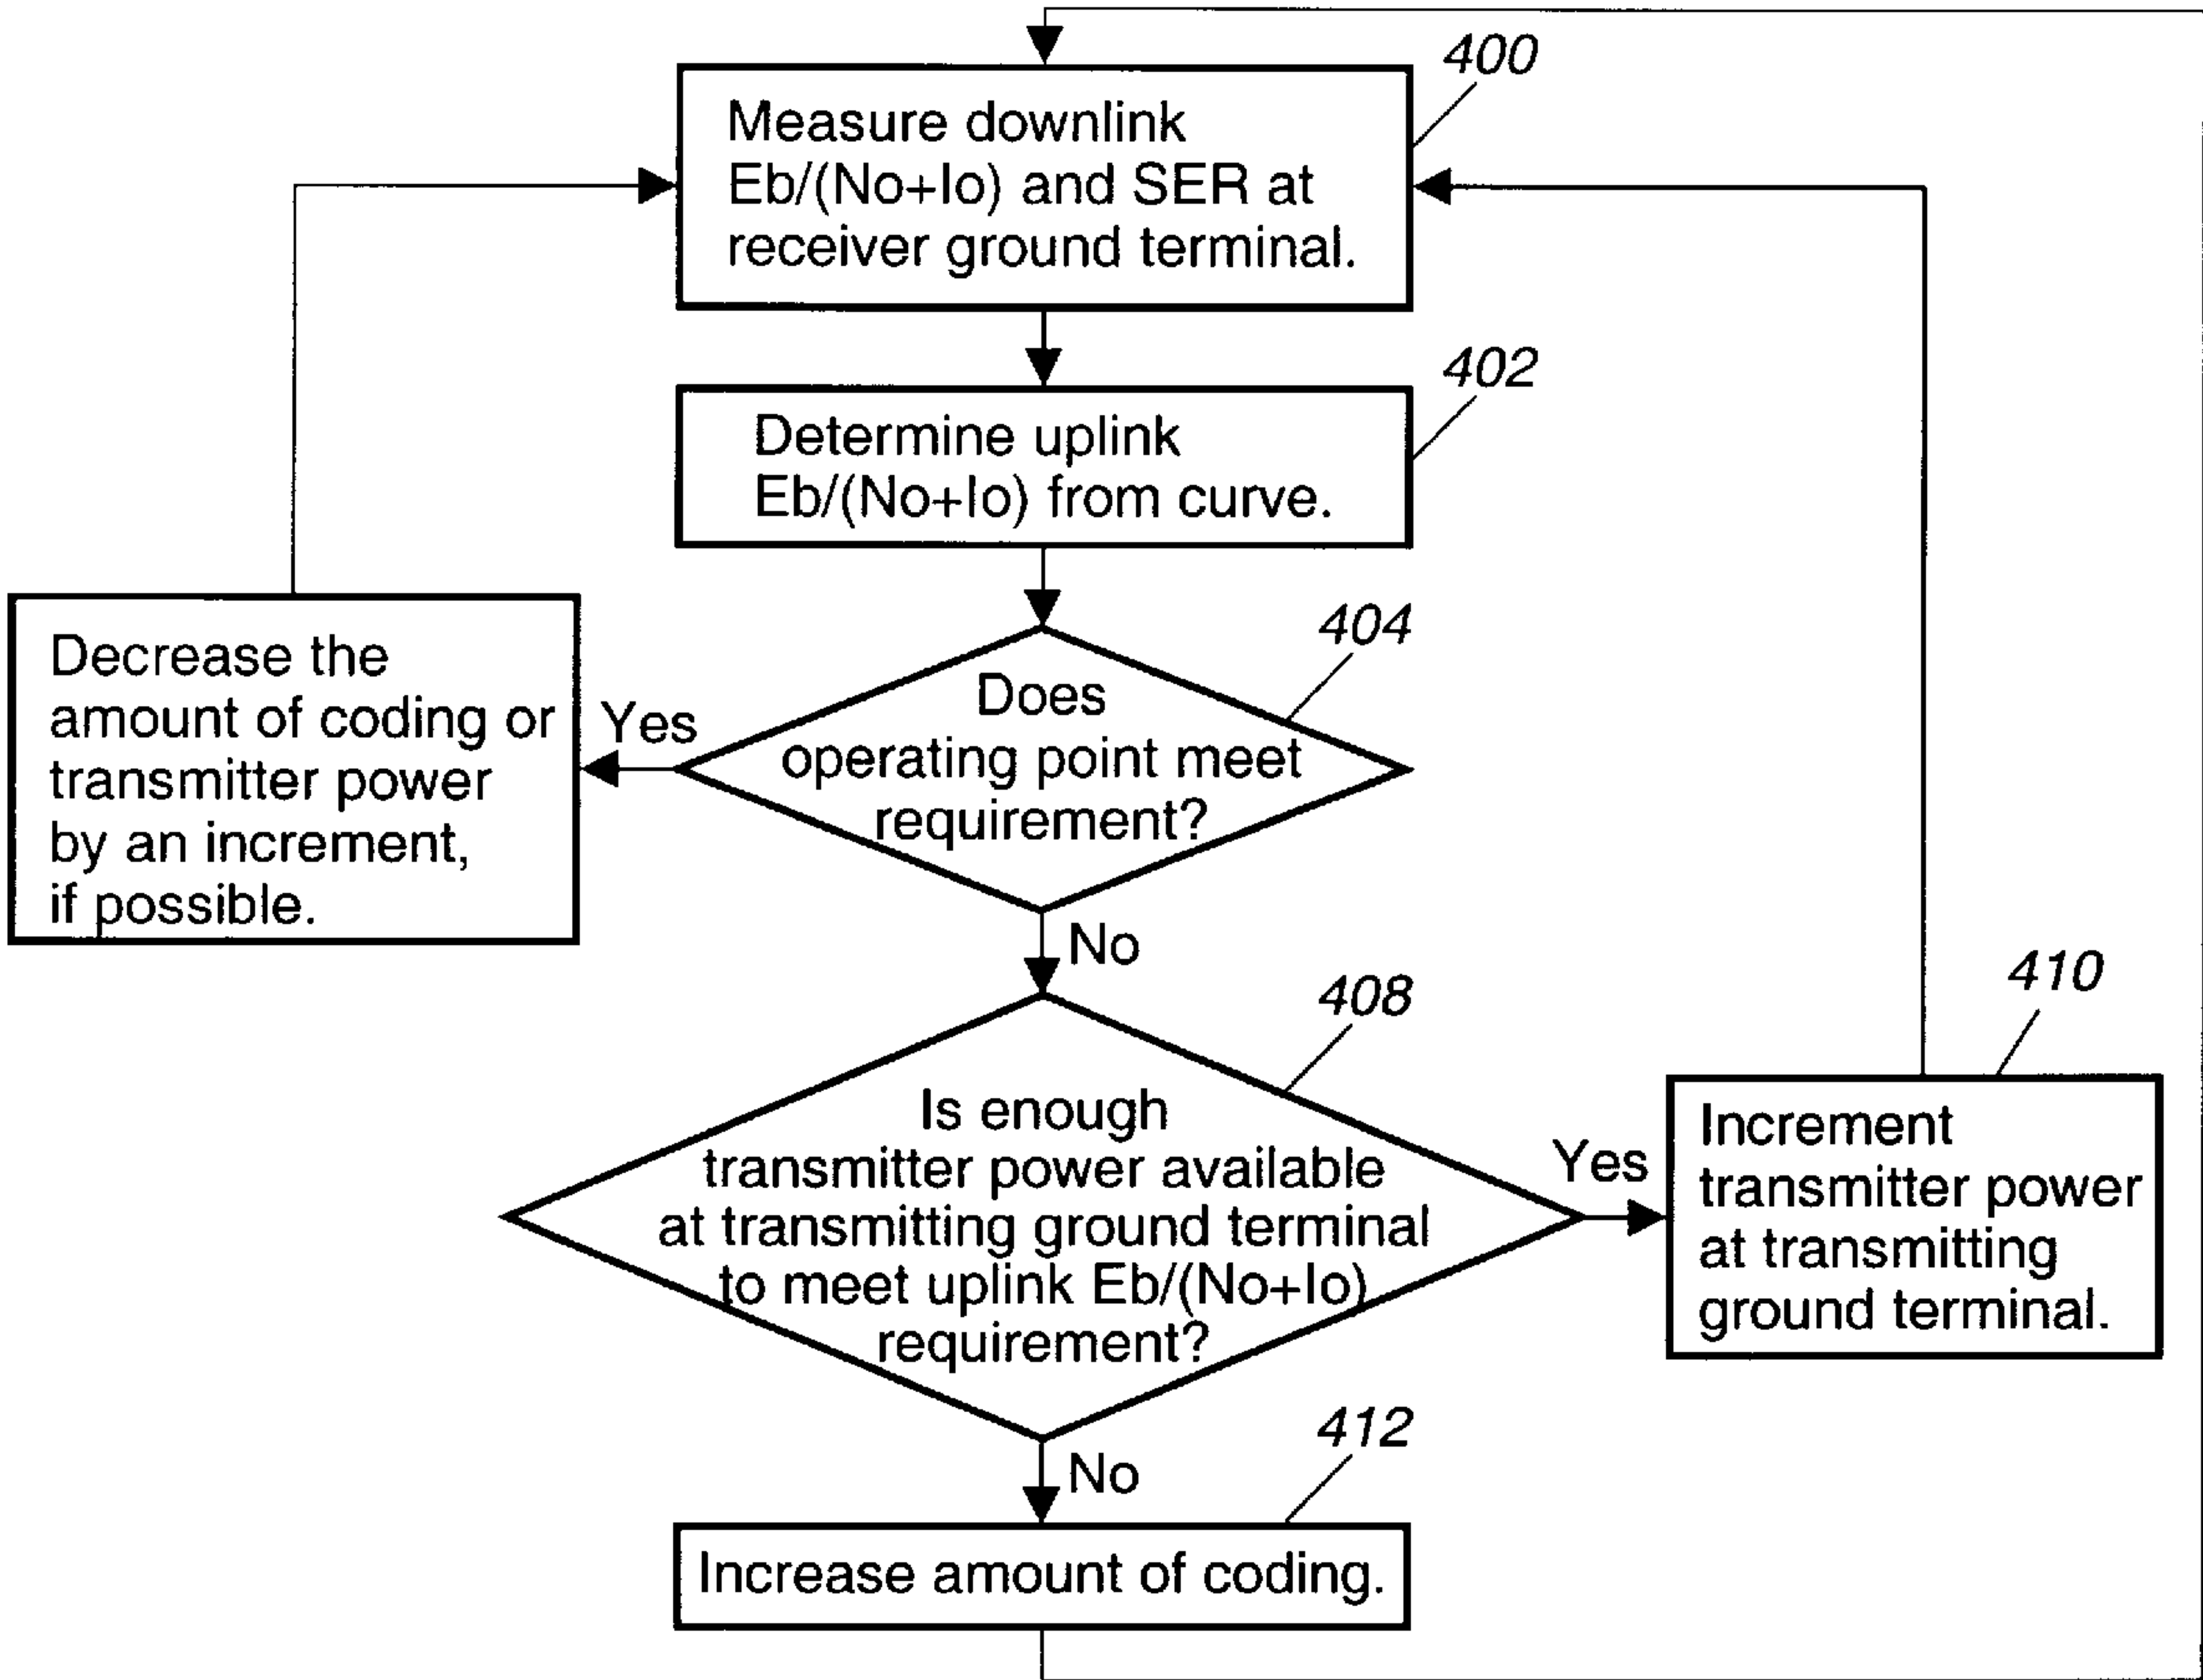 400
Measure downlink
Eb/(No+Io) and SER at
receiver ground terminal.
402
Determine uplink
Eb/(No+Io) from curve.
404
Does
operating point meet
requirement?
Yes
Decrease the
amount of coding or
transmitter power
by an increment,
if possible.
No
408
Is enough
transmitter power available
at transmitting ground terminal
to meet uplink Eb/(No+Io)
requirement?
Yes
410
Increment
transmitter power
at transmitting
ground terminal.
No
412
Increase amount of coding.